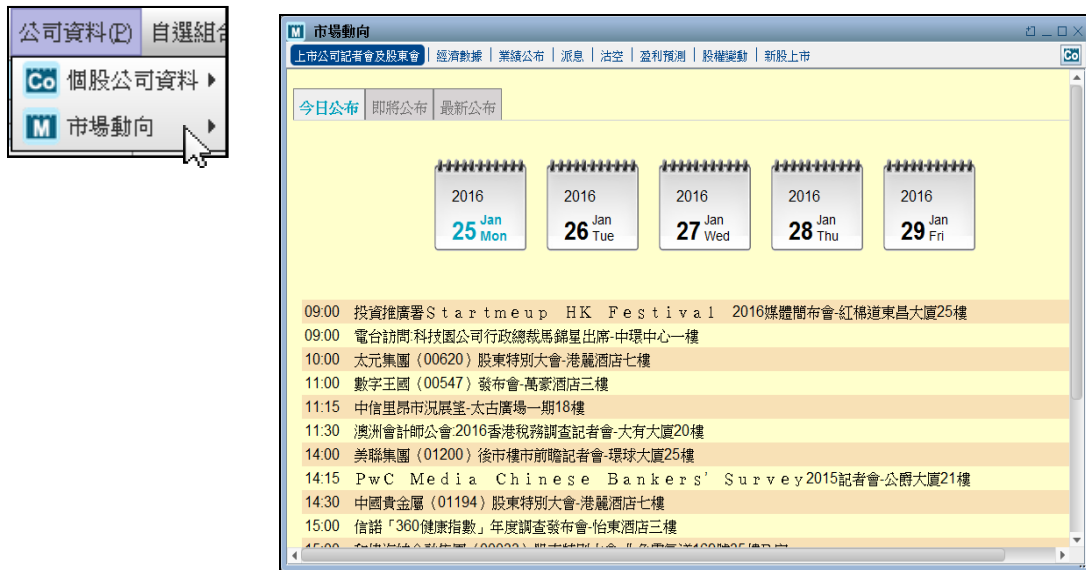 公司資料(P) 自選組合
Co 個股公司資料
M 市場動向
M 市場動向
上市公司記者會及股東會 | 經濟數據 | 業績公布 | 派息 | 沽空 | 盈利預測 | 股權變動 | 新股上市 Co
今日公布 即將公布 最新公布
2016 2016 2016 2016 2016
25 Jan Mon 26 Jan Tue 27 Jan Wed 28 Jan Thu 29 Jan Fri
09:00 投資推廣署Startmeup HK Festival 2016媒體簡布會-紅棉道東昌大廈25樓
09:00 電台訪問:科技園公司行政總裁馬錦星出席-中環中心一樓
10:00 太元集團（00620）股東特別大會-港麗酒店七樓
11:00 數字王國（00547）發布會-萬豪酒店三樓
11:15 中信里昂市況展望-太古廣場一期18樓
11:30 澳洲會計師公會:2016香港稅務調查記者會-大有大廈20樓
14:00 美聯集團（01200）後市樓市前瞻記者會-環球大廈25樓
14:15 PwC Media Chinese Bankers' Survey2015記者會-公爵大廈21樓
14:30 中國貴金屬（01194）股東特別大會-港麗酒店七樓
15:00 信諾「360健康指數」年度調查發布會-怡東酒店三樓